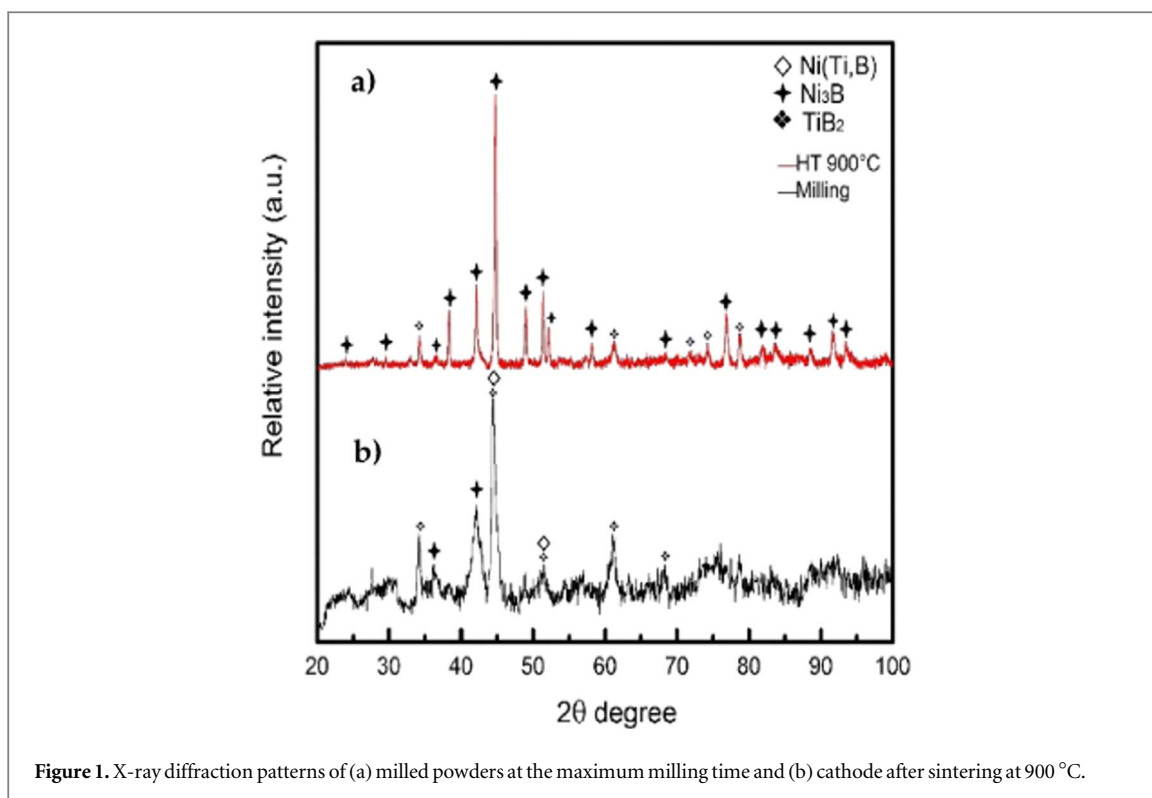 a)
Ni(Ti,B)
Ni₃B
TiB₂
HT 900°C
Milling
Relative intensity (a.u.)
b)
20 30 40 50 60 70 80 90 100
2θ degree
Figure 1. X-ray diffraction patterns of (a) milled powders at the maximum milling time and (b) cathode after sintering at 900 °C.